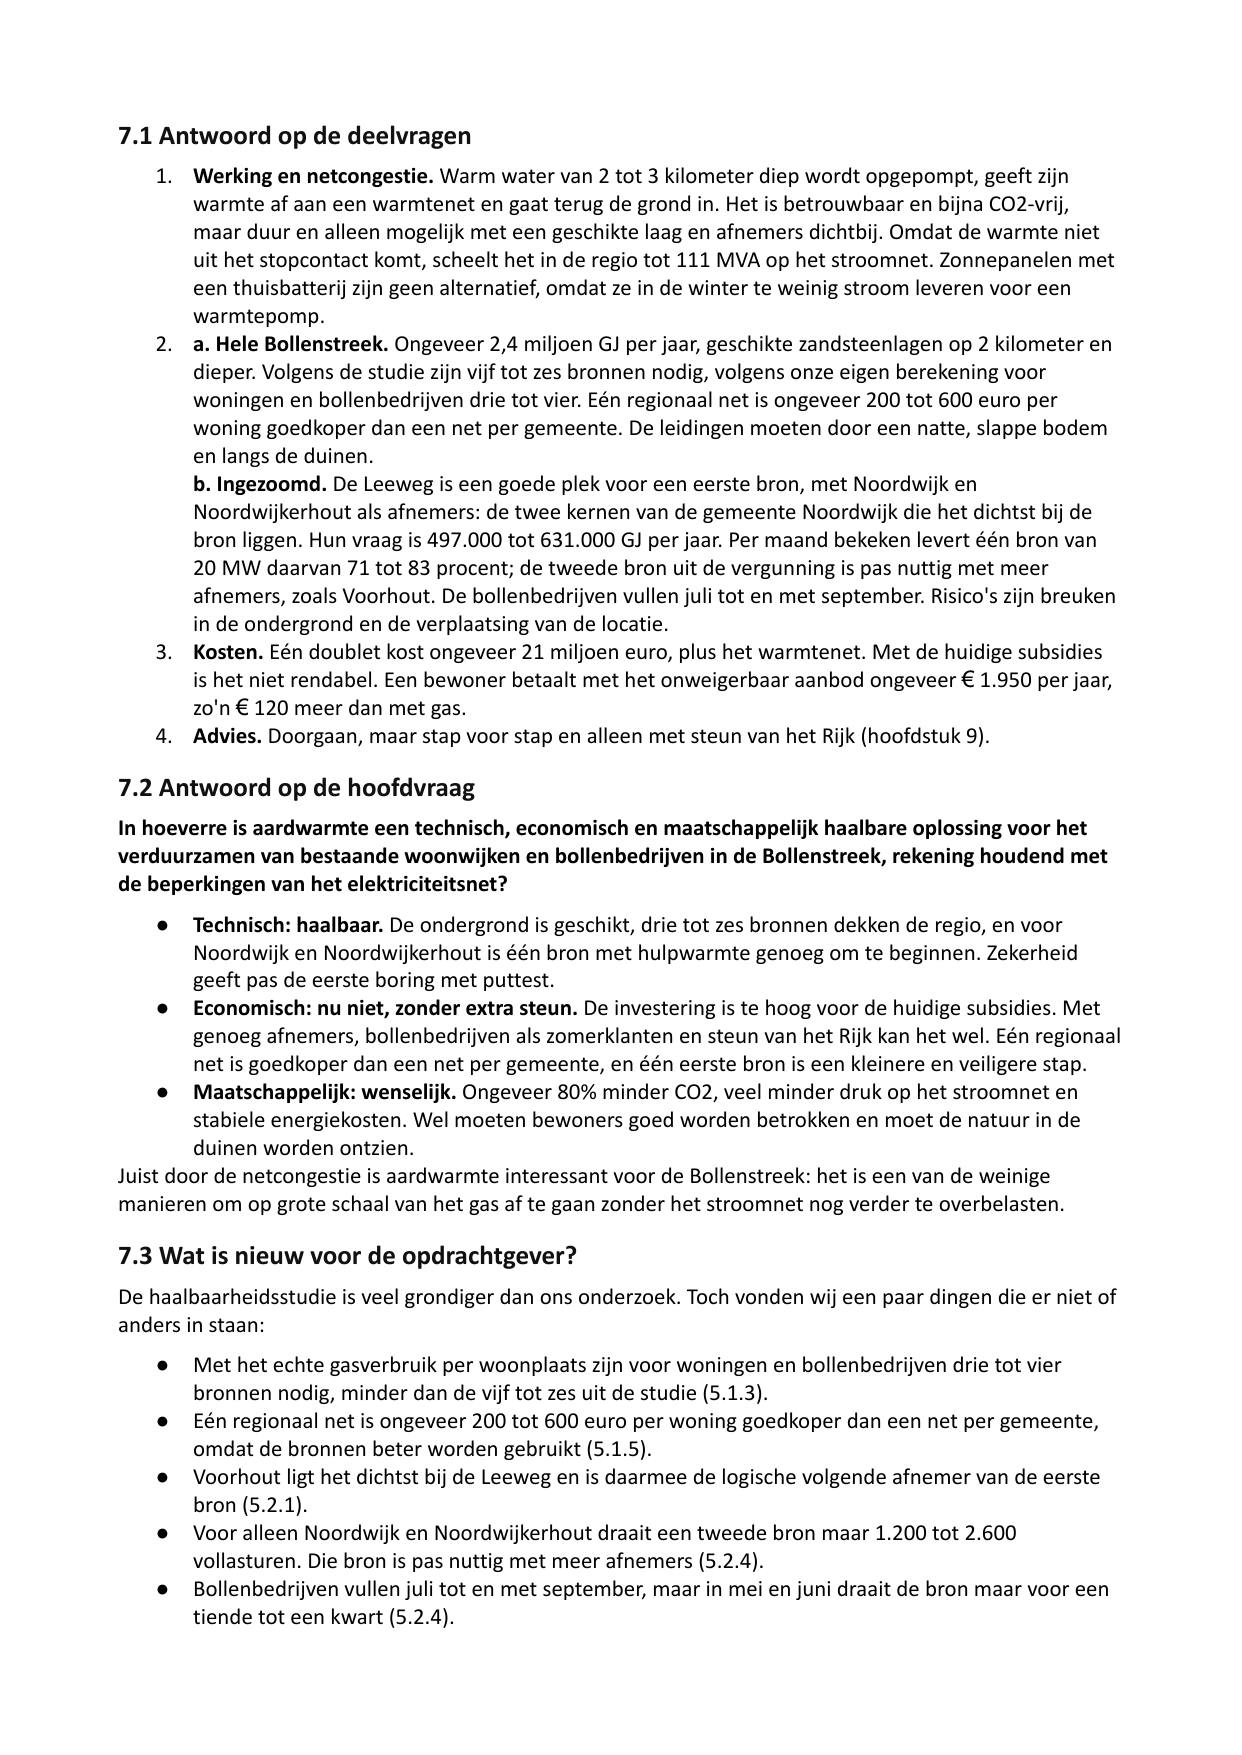 7.1 Antwoord op de deelvragen
1. Werking en netcongestie. Warm water van 2 tot 3 kilometer diep wordt opgepompt, geeft zijn
warmte af aan een warmtenet en gaat terug de grond in. Het is betrouwbaar en bijna CO2-vrij,
maar duur en alleen mogelijk met een geschikte laag en afnemers dichtbij. Omdat de warmte niet
uit het stopcontact komt, scheelt het in de regio tot 111 MVA op het stroomnet. Zonnepanelen met
een thuisbatterij zijn geen alternatief, omdat ze in de winter te weinig stroom leveren voor een
warmtepomp.
2. a. Hele Bollenstreek. Ongeveer 2,4 miljoen GJ per jaar, geschikte zandsteenlagen op 2 kilometer en
dieper. Volgens de studie zijn vijf tot zes bronnen nodig, volgens onze eigen berekening voor
woningen en bollenbedrijven drie tot vier. Eén regionaal net is ongeveer 200 tot 600 euro per
woning goedkoper dan een net per gemeente. De leidingen moeten door een natte, slappe bodem
en langs de duinen.
b. Ingezoomd. De Leeweg is een goede plek voor een eerste bron, met Noordwijk en
Noordwijkerhout als afnemers: de twee kernen van de gemeente Noordwijk die het dichtst bij de
bron liggen. Hun vraag is 497.000 tot 631.000 GJ per jaar. Per maand bekeken levert één bron van
20 MW daarvan 71 tot 83 procent; de tweede bron uit de vergunning is pas nuttig met meer
afnemers, zoals Voorhout. De bollenbedrijven vullen juli tot en met september. Risico's zijn breuken
in de ondergrond en de verplaatsing van de locatie.
3. Kosten. Eén doublet kost ongeveer 21 miljoen euro, plus het warmtenet. Met de huidige subsidies
is het niet rendabel. Een bewoner betaalt met het onweigerbaar aanbod ongeveer € 1.950 per jaar,
zo'n € 120 meer dan met gas.
4. Advies. Doorgaan, maar stap voor stap en alleen met steun van het Rijk (hoofdstuk 9).
7.2 Antwoord op de hoofdvraag
In hoeverre is aardwarmte een technisch, economisch en maatschappelijk haalbare oplossing voor het
verduurzamen van bestaande woonwijken en bollenbedrijven in de Bollenstreek, rekening houdend met
de beperkingen van het elektriciteitsnet?
● Technisch: haalbaar. De ondergrond is geschikt, drie tot zes bronnen dekken de regio, en voor
Noordwijk en Noordwijkerhout is één bron met hulpwarmte genoeg om te beginnen. Zekerheid
geeft pas de eerste boring met puttest.
● Economisch: nu niet, zonder extra steun. De investering is te hoog voor de huidige subsidies. Met
genoeg afnemers, bollenbedrijven als zomerklanten en steun van het Rijk kan het wel. Eén regionaal
net is goedkoper dan een net per gemeente, en één eerste bron is een kleinere en veiligere stap.
● Maatschappelijk: wenselijk. Ongeveer 80% minder CO2, veel minder druk op het stroomnet en
stabiele energiekosten. Wel moeten bewoners goed worden betrokken en moet de natuur in de
duinen worden ontzien.
Juist door de netcongestie is aardwarmte interessant voor de Bollenstreek: het is een van de weinige
manieren om op grote schaal van het gas af te gaan zonder het stroomnet nog verder te overbelasten.
7.3 Wat is nieuw voor de opdrachtgever?
De haalbaarheidsstudie is veel grondiger dan ons onderzoek. Toch vonden wij een paar dingen die er niet of
anders in staan:
● Met het echte gasverbruik per woonplaats zijn voor woningen en bollenbedrijven drie tot vier
bronnen nodig, minder dan de vijf tot zes uit de studie (5.1.3).
● Eén regionaal net is ongeveer 200 tot 600 euro per woning goedkoper dan een net per gemeente,
omdat de bronnen beter worden gebruikt (5.1.5).
● Voorhout ligt het dichtst bij de Leeweg en is daarmee de logische volgende afnemer van de eerste
bron (5.2.1).
● Voor alleen Noordwijk en Noordwijkerhout draait een tweede bron maar 1.200 tot 2.600
vollasturen. Die bron is pas nuttig met meer afnemers (5.2.4).
● Bollenbedrijven vullen juli tot en met september, maar in mei en juni draait de bron maar voor een
tiende tot een kwart (5.2.4).